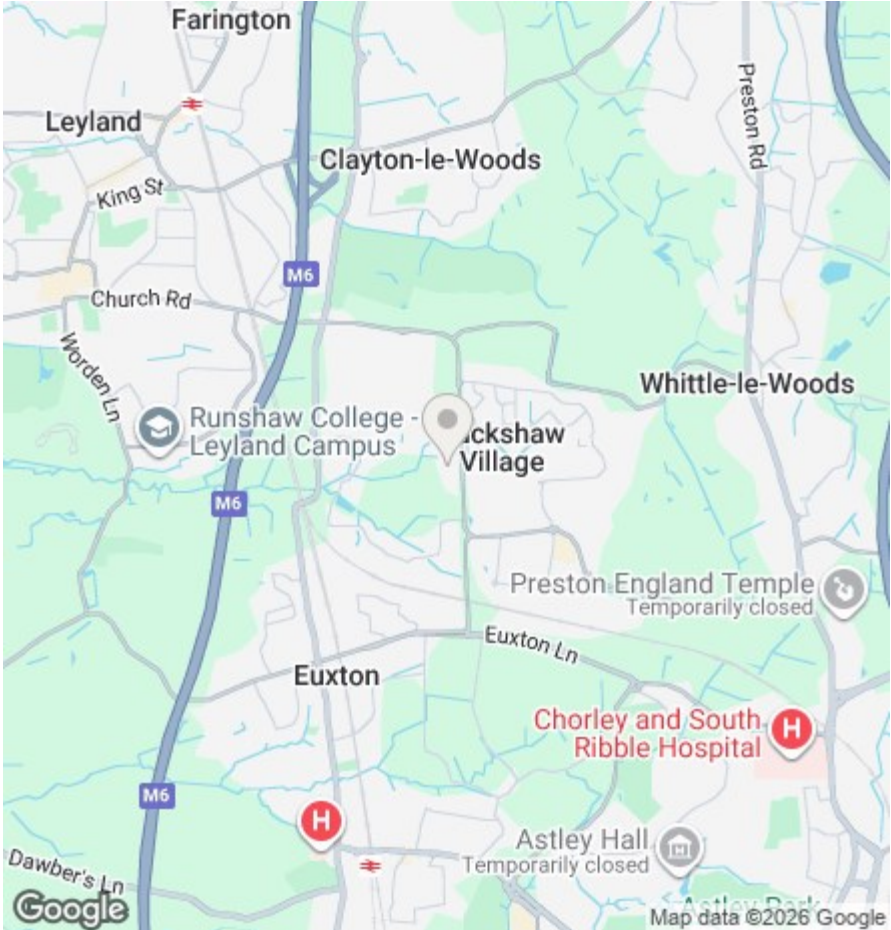 Farington
Leyland
Clayton-le-Woods
Preston Rd
King St
M6
Church Rd
Worden Ln
Whittle-le-Woods
Runshaw College -
Leyland Campus
ckshaw
Village
M6
Preston England Temple
Temporarily closed
Euxton Ln
Euxton
Chorley and South
Ribble Hospital
H
M6
H
Astley Hall
Temporarily closed
Dawber's Ln
Astley Park
Google
Map data ©2026 Google